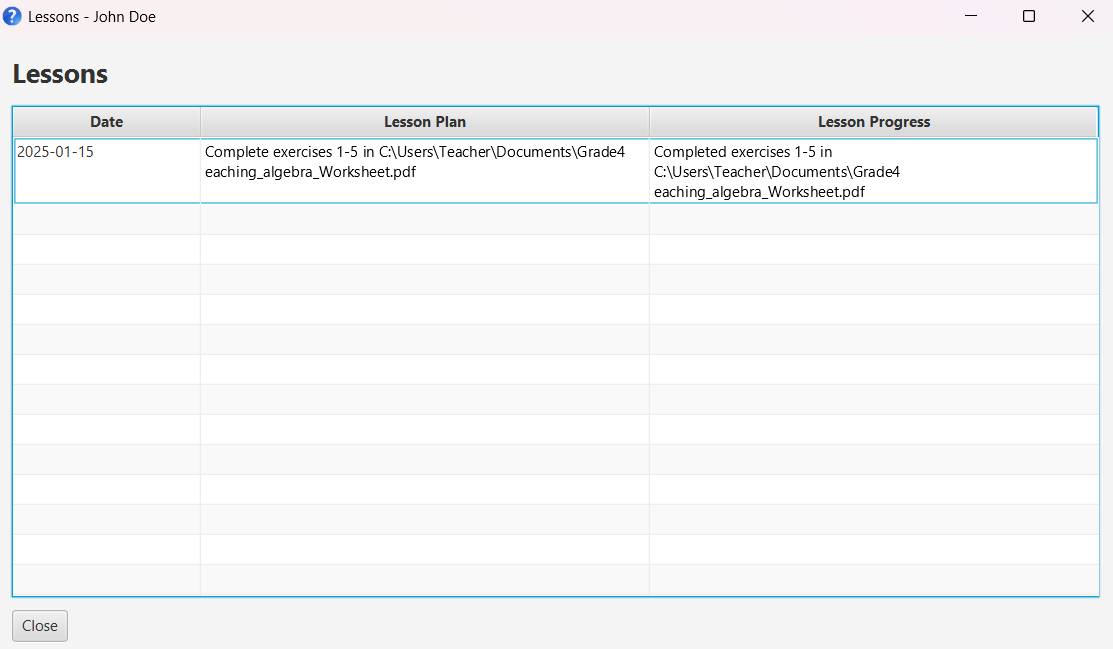 Lessons - John Doe
Lessons
Date
Lesson Plan
Lesson Progress
2025-01-15
Complete exercises 1-5 in C:\Users\Teacher\Documents\Grade4
eaching_algebra_Worksheet.pdf
Completed exercises 1-5 in
C:\Users\Teacher\Documents\Grade4
eaching_algebra_Worksheet.pdf
Close